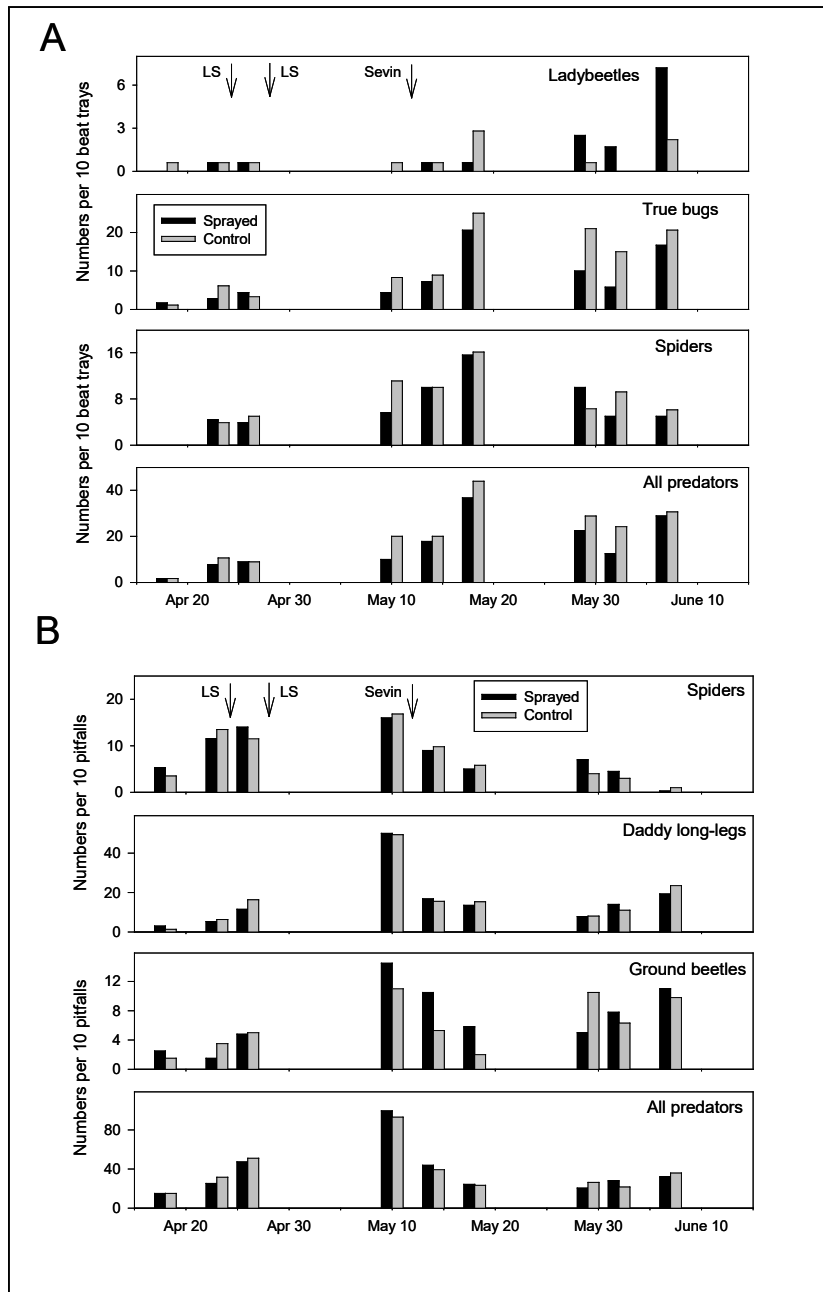 A
LS LS Sevin Ladybeetles
6
3
0
Numbers per 10 beat trays
True bugs
Sprayed
Control
20
10
0
Spiders
16
8
0
Numbers per 10 beat trays
All predators
40
20
0
Apr 20 Apr 30 May 10 May 20 May 30 June 10
B
LS LS Sevin Spiders
Sprayed
Control
20
10
0
Numbers per 10 pitfalls
Daddy long-legs
40
20
0
Ground beetles
12
8
4
0
Numbers per 10 pitfalls
All predators
80
40
0
Apr 20 Apr 30 May 10 May 20 May 30 June 10